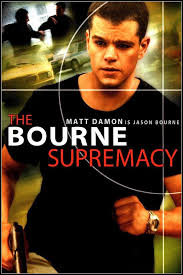 THE
MATT DAMON IS JASON BOURNE
BOURNE
SUPREMACY